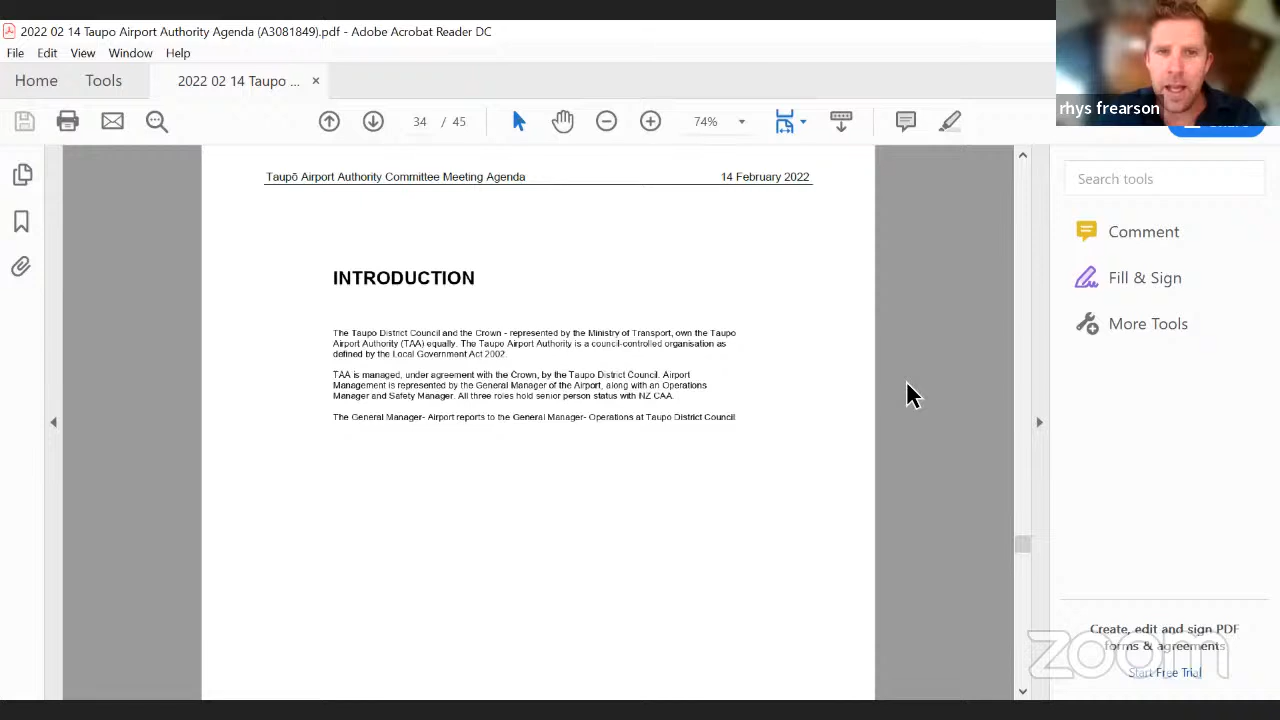 2022 02 14 Taupo Airport Authority Agenda (A3081849).pdf - Adobe Acrobat Reader DC
File Edit View Window Help
Home Tools 2022 02 14 Taupo ... ×
34 / 45 74%
rhys frearson
Taupō Airport Authority Committee Meeting Agenda 14 February 2022
INTRODUCTION
The Taupo District Council and the Crown - represented by the Ministry of Transport, own the Taupo
Airport Authority (TAA) equally. The Taupo Airport Authority is a council-controlled organisation as
defined by the Local Government Act 2002.
TAA is managed, under agreement with the Crown, by the Taupo District Council. Airport
Management is represented by the General Manager of the Airport, along with an Operations
Manager and Safety Manager. All three roles hold senior person status with NZ CAA.
The General Manager- Airport reports to the General Manager- Operations at Taupo District Council
Search tools
Comment
Fill & Sign
More Tools
Create, edit and sign PDF
forms & agreements
Start Free Trial
zoom